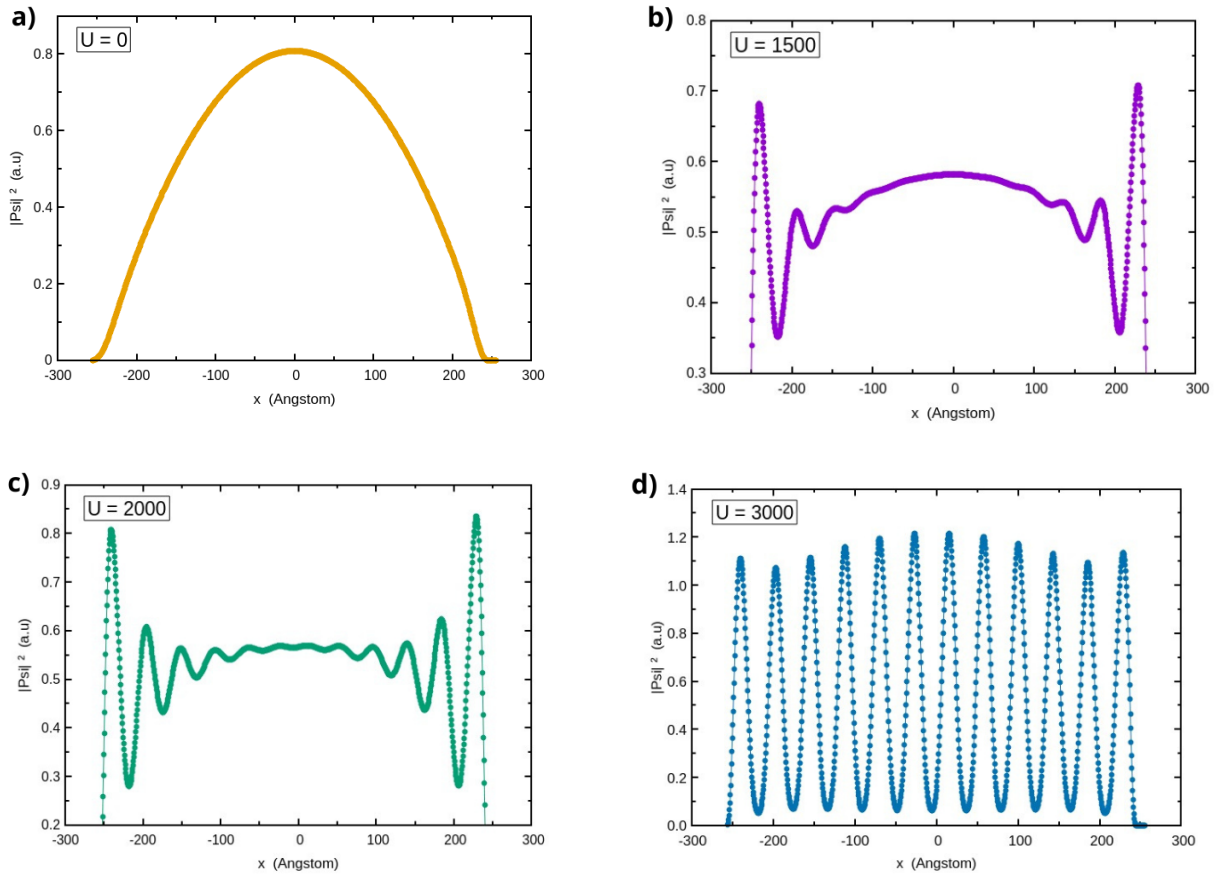 a)
U = 0
0.8
0.6
0.4
0.2
0
|Psi| ² (a.u)
-300 -200 -100 0 100 200 300
x (Angstom)
b)
U = 1500
0.8
0.7
0.6
0.5
0.4
0.3
|Psi| ² (a.u)
-300 -200 -100 0 100 200 300
x (Angstom)
c)
U = 2000
0.9
0.8
0.7
0.6
0.5
0.4
0.3
0.2
|Psi| ² (a.u)
-300 -200 -100 0 100 200 300
x (Angstom)
d)
U = 3000
1.4
1.2
1.0
0.8
0.6
0.4
0.2
0.0
|Psi| ² (a.u)
-300 -200 -100 0 100 200 300
x (Angstom)